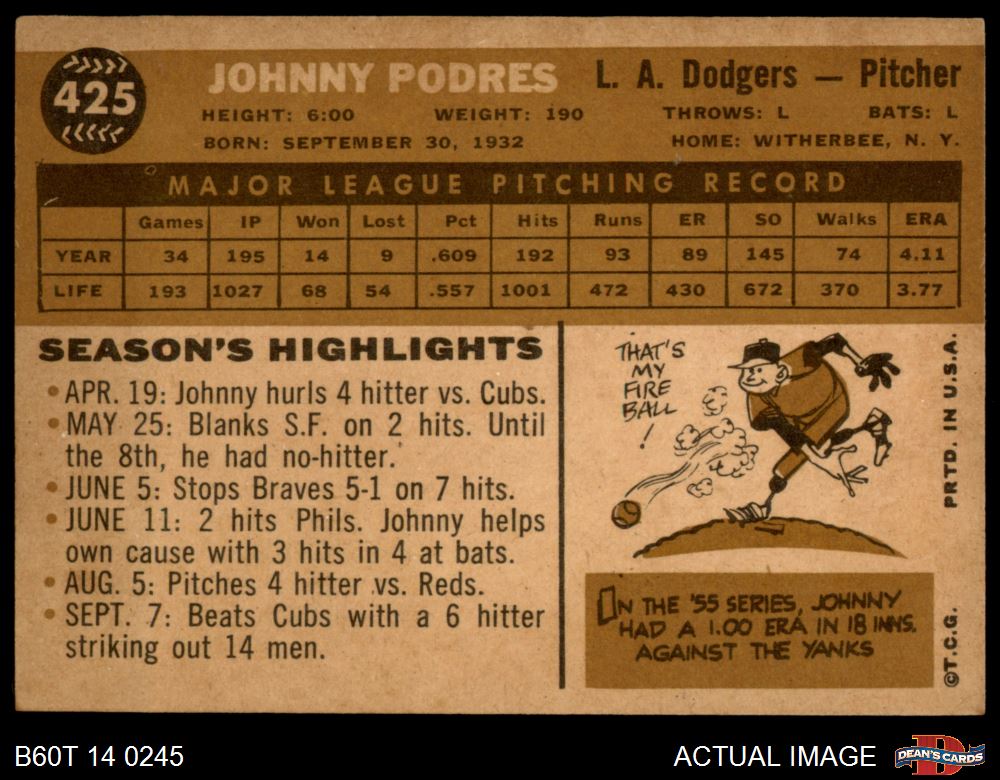 425
JOHNNY PODRES L. A. Dodgers — Pitcher
HEIGHT: 6:00 WEIGHT: 190 THROWS: L BATS: L
BORN: SEPTEMBER 30, 1932 HOME: WITHERBEE, N. Y.
MAJOR LEAGUE PITCHING RECORD
Games IP Won Lost Pct Hits Runs ER SO Walks ERA
YEAR 34 195 14 9 .609 192 93 89 145 74 4.11
LIFE 193 1027 68 54 .557 1001 472 430 672 370 3.77
SEASON'S HIGHLIGHTS
• APR. 19: Johnny hurls 4 hitter vs. Cubs.
• MAY 25: Blanks S.F. on 2 hits. Until
the 8th, he had no-hitter.
• JUNE 5: Stops Braves 5-1 on 7 hits.
• JUNE 11: 2 hits Phils. Johnny helps
own cause with 3 hits in 4 at bats.
• AUG. 5: Pitches 4 hitter vs. Reds.
• SEPT. 7: Beats Cubs with a 6 hitter
striking out 14 men.
THAT'S
MY
FIRE
BALL
!
IN THE '55 SERIES, JOHNNY
HAD A 1.00 ERA IN 18 INNS.
AGAINST THE YANKS
©T.C.G. PRTD. IN U.S.A.
B60T 14 0245 ACTUAL IMAGE
DEAN'S CARDS